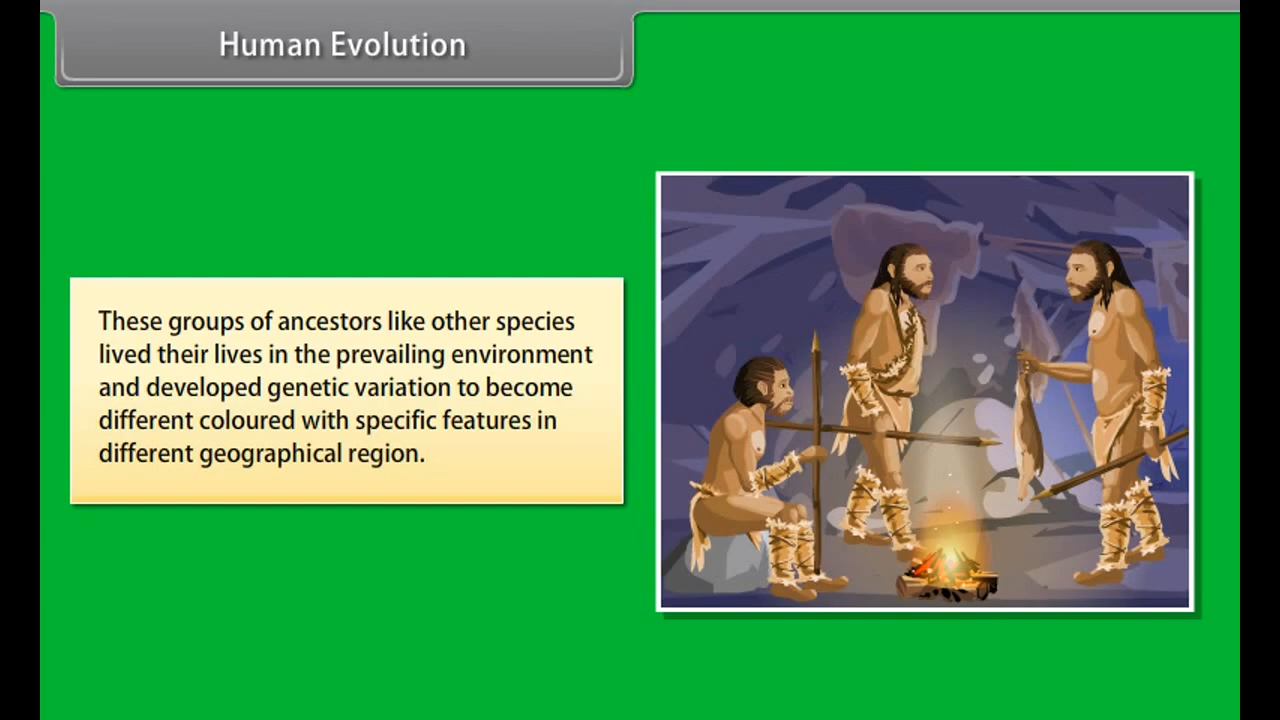 Human Evolution
These groups of ancestors like other species
lived their lives in the prevailing environment
and developed genetic variation to become
different coloured with specific features in
different geographical region.